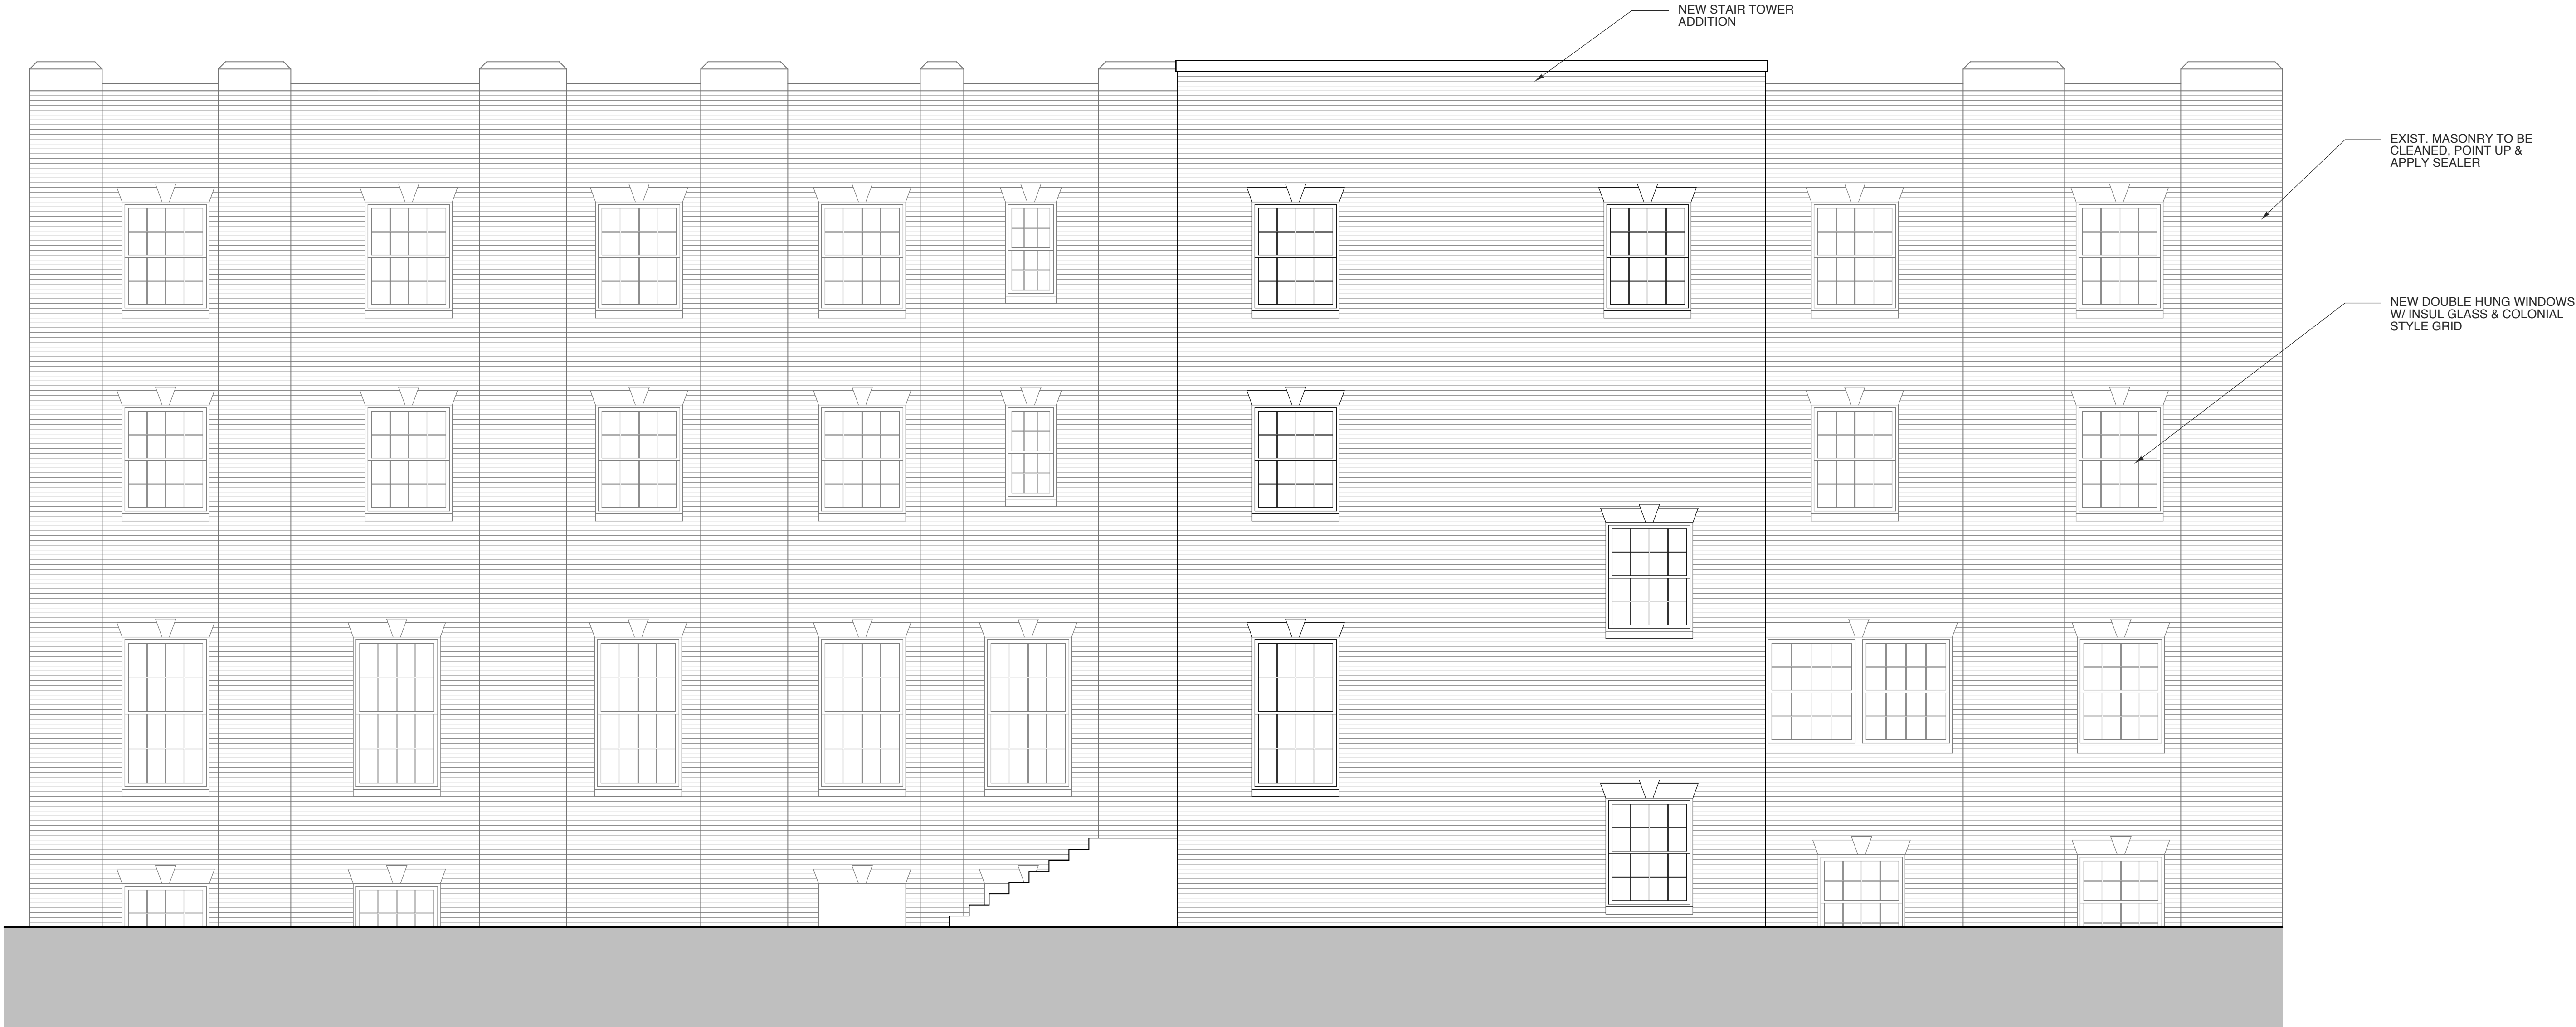 NEW STAIR TOWER
ADDITION
EXIST. MASONRY TO BE
CLEANED, POINT UP &
APPLY SEALER
NEW DOUBLE HUNG WINDOWS
W/ INSUL GLASS & COLONIAL
STYLE GRID